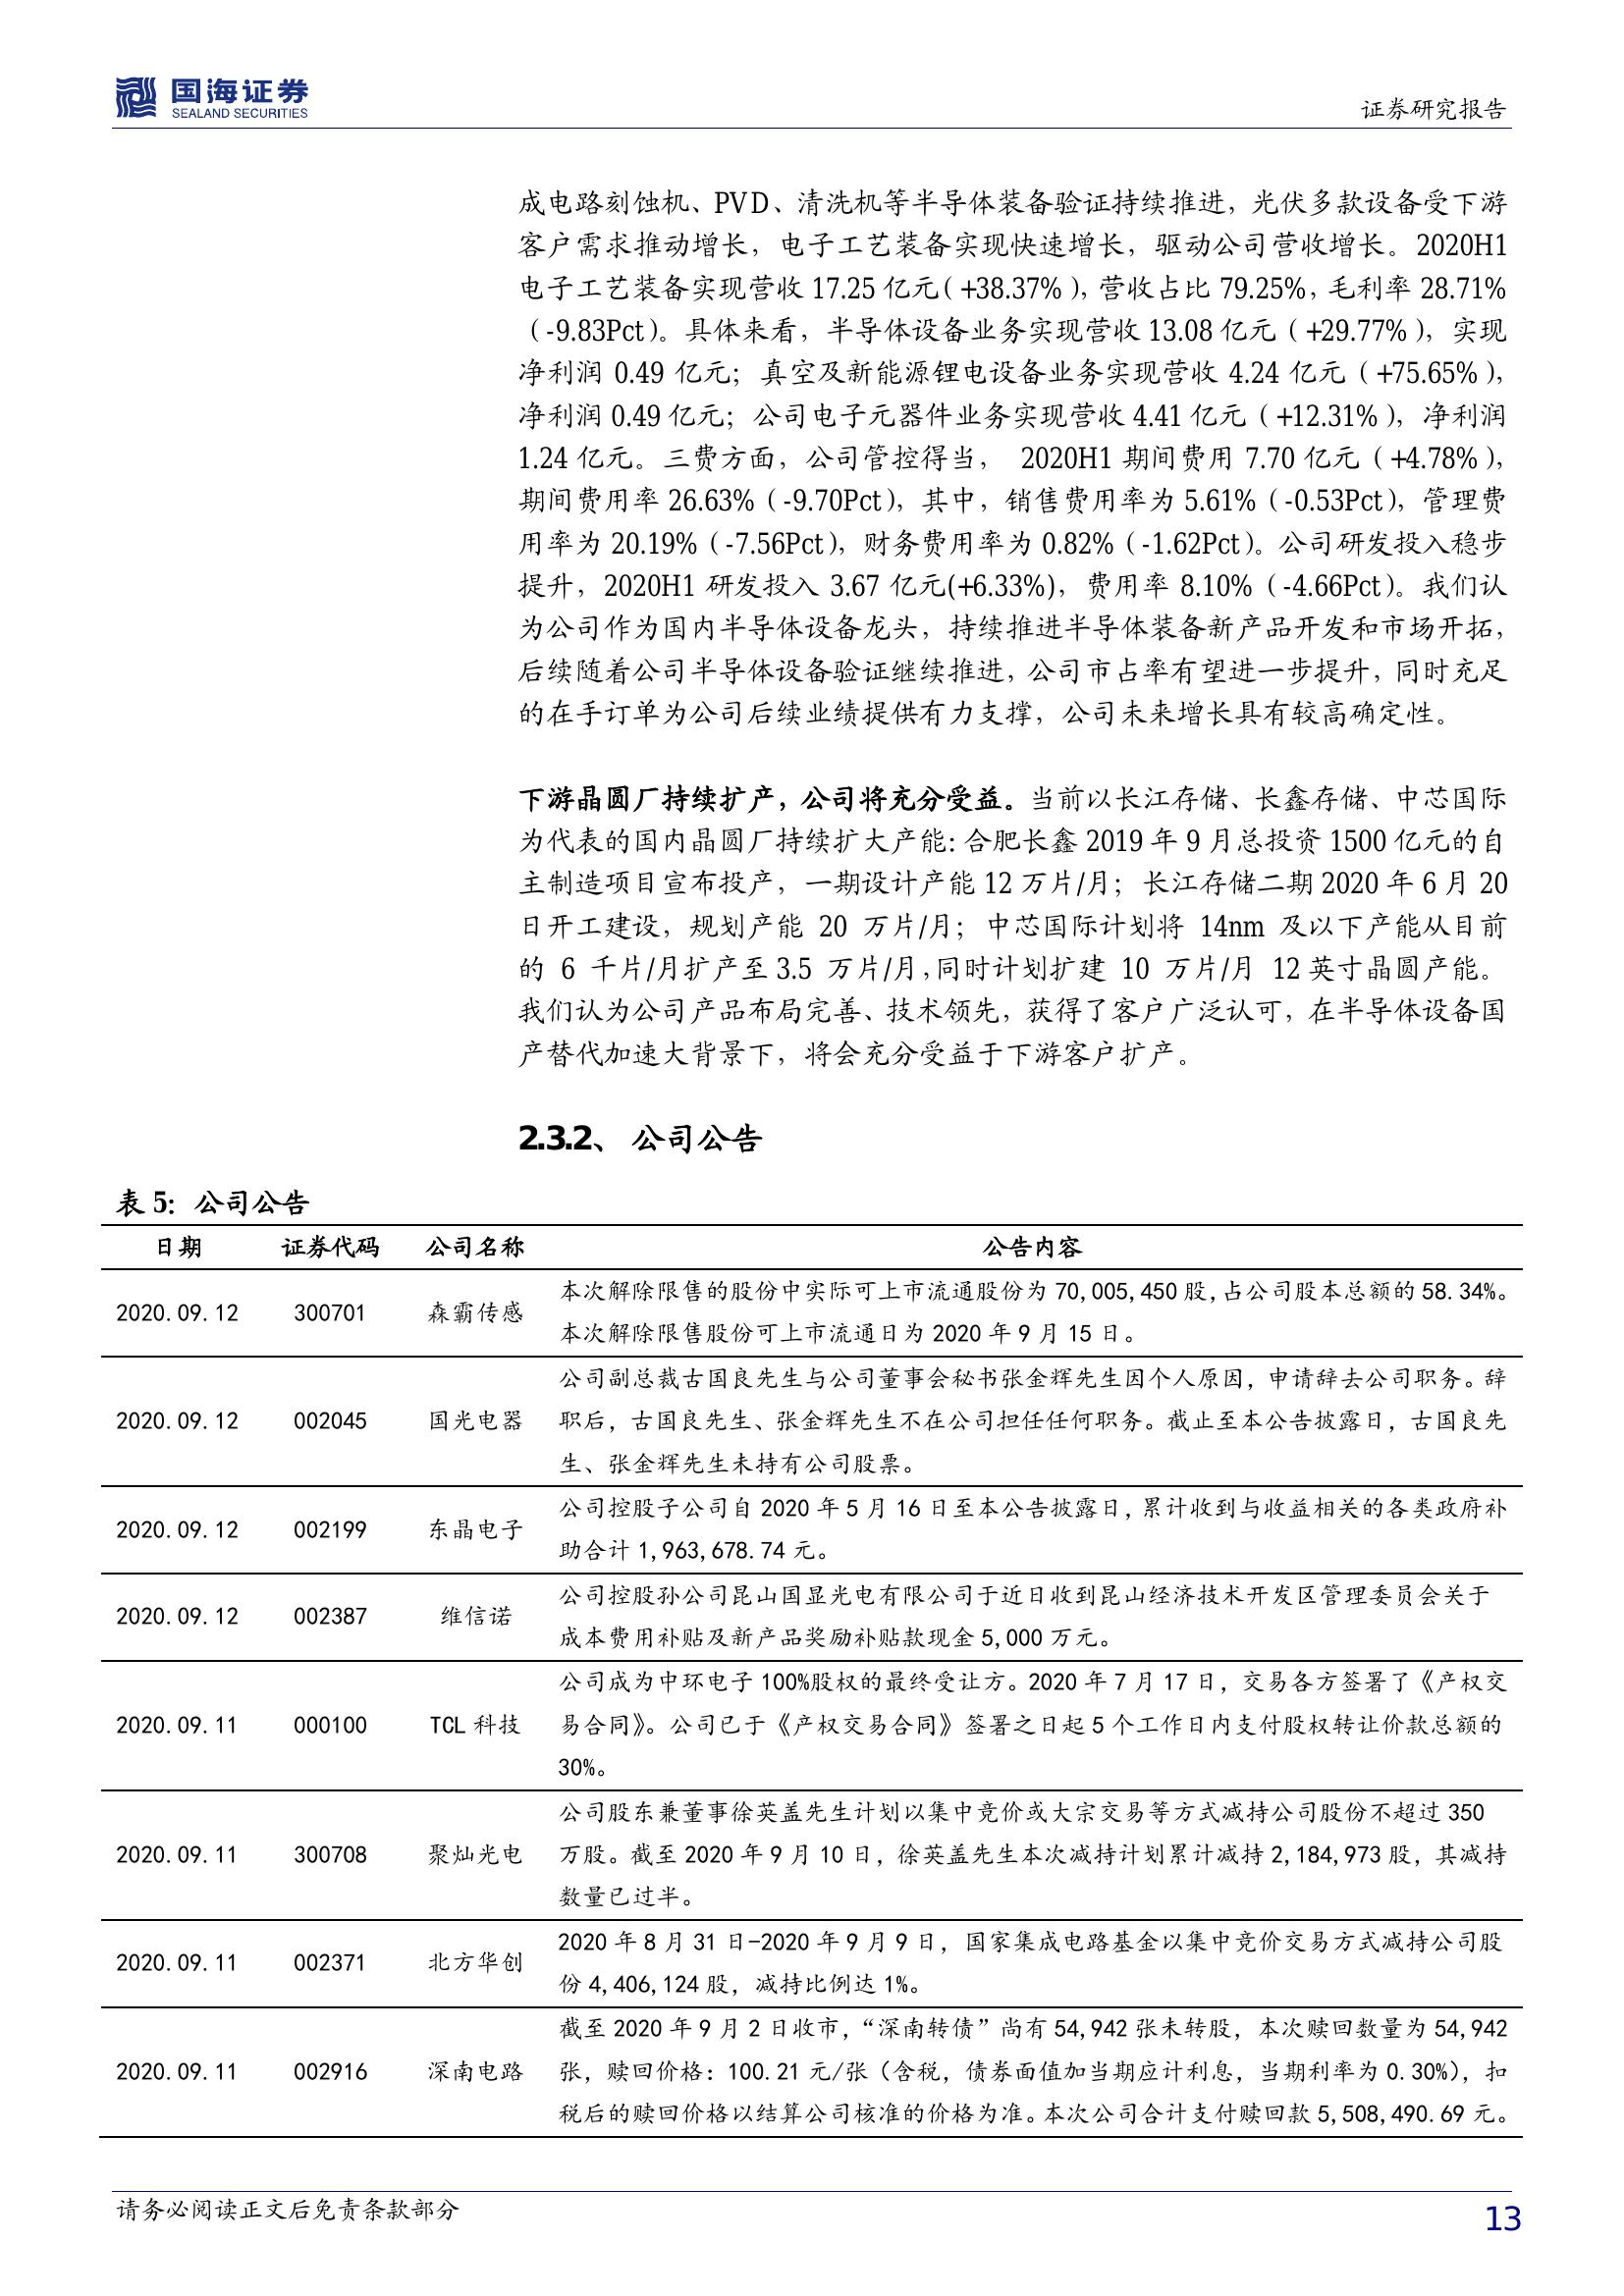 国海证券
SEALAND SECURITIES
证券研究报告
成电路刻蚀机、PVD、清洗机等半导体装备验证持续推进，光伏多款设备受下游
客户需求推动增长，电子工艺装备实现快速增长，驱动公司营收增长。2020H1
电子工艺装备实现营收 17.25 亿元（+38.37%），营收占比 79.25%，毛利率 28.71%
（-9.83Pct）。具体来看，半导体设备业务实现营收 13.08 亿元（+29.77%），实现
净利润 0.49 亿元；真空及新能源锂电设备业务实现营收 4.24 亿元（+75.65%），
净利润 0.49 亿元；公司电子元器件业务实现营收 4.41 亿元（+12.31%），净利润
1.24 亿元。三费方面，公司管控得当， 2020H1 期间费用 7.70 亿元（+4.78%），
期间费用率 26.63%（-9.70Pct），其中，销售费用率为 5.61%（-0.53Pct），管理费
用率为 20.19%（-7.56Pct），财务费用率为 0.82%（-1.62Pct）。公司研发投入稳步
提升，2020H1 研发投入 3.67 亿元(+6.33%)，费用率 8.10%（-4.66Pct）。我们认
为公司作为国内半导体设备龙头，持续推进半导体装备新产品开发和市场开拓，
后续随着公司半导体设备验证继续推进，公司市占率有望进一步提升，同时充足
的在手订单为公司后续业绩提供有力支撑，公司未来增长具有较高确定性。
下游晶圆厂持续扩产，公司将充分受益。当前以长江存储、长鑫存储、中芯国际
为代表的国内晶圆厂持续扩大产能：合肥长鑫 2019 年 9 月总投资 1500 亿元的自
主制造项目宣布投产，一期设计产能 12 万片/月；长江存储二期 2020 年 6 月 20
日开工建设，规划产能 20 万片/月；中芯国际计划将 14nm 及以下产能从目前
的 6 千片/月扩产至 3.5 万片/月，同时计划扩建 10 万片/月 12 英寸晶圆产能。
我们认为公司产品布局完善、技术领先，获得了客户广泛认可，在半导体设备国
产替代加速大背景下，将会充分受益于下游客户扩产。
2.3.2、 公司公告
表 5：公司公告
日期 证券代码 公司名称 公告内容
2020.09.12 300701 森霸传感 本次解除限售的股份中实际可上市流通股份为 70,005,450 股，占公司股本总额的 58.34%。
本次解除限售股份可上市流通日为 2020 年 9 月 15 日。
公司副总裁古国良先生与公司董事会秘书张金辉先生因个人原因，申请辞去公司职务。辞
2020.09.12 002045 国光电器 职后，古国良先生、张金辉先生不在公司担任任何职务。截止至本公告披露日，古国良先
生、张金辉先生未持有公司股票。
2020.09.12 002199 东晶电子 公司控股子公司自 2020 年 5 月 16 日至本公告披露日，累计收到与收益相关的各类政府补
助合计 1,963,678.74 元。
2020.09.12 002387 维信诺 公司控股孙公司昆山国显光电有限公司于近日收到昆山经济技术开发区管理委员会关于
成本费用补贴及新产品奖励补贴款现金 5,000 万元。
公司成为中环电子 100%股权的最终受让方。2020 年 7 月 17 日，交易各方签署了《产权交
2020.09.11 000100 TCL 科技 易合同》。公司已于《产权交易合同》签署之日起 5 个工作日内支付股权转让价款总额的
30%。
公司股东兼董事徐英盖先生计划以集中竞价或大宗交易等方式减持公司股份不超过 350
2020.09.11 300708 聚灿光电 万股。截至 2020 年 9 月 10 日，徐英盖先生本次减持计划累计减持 2,184,973 股，其减持
数量已过半。
2020.09.11 002371 北方华创 2020 年 8 月 31 日-2020 年 9 月 9 日，国家集成电路基金以集中竞价交易方式减持公司股
份 4,406,124 股，减持比例达 1%。
截至 2020 年 9 月 2 日收市，“深南转债”尚有 54,942 张未转股，本次赎回数量为 54,942
2020.09.11 002916 深南电路 张，赎回价格：100.21 元/张（含税，债券面值加当期应计利息，当期利率为 0.30%），扣
税后的赎回价格以结算公司核准的价格为准。本次公司合计支付赎回款 5,508,490.69 元。
请务必阅读正文后免责条款部分
13